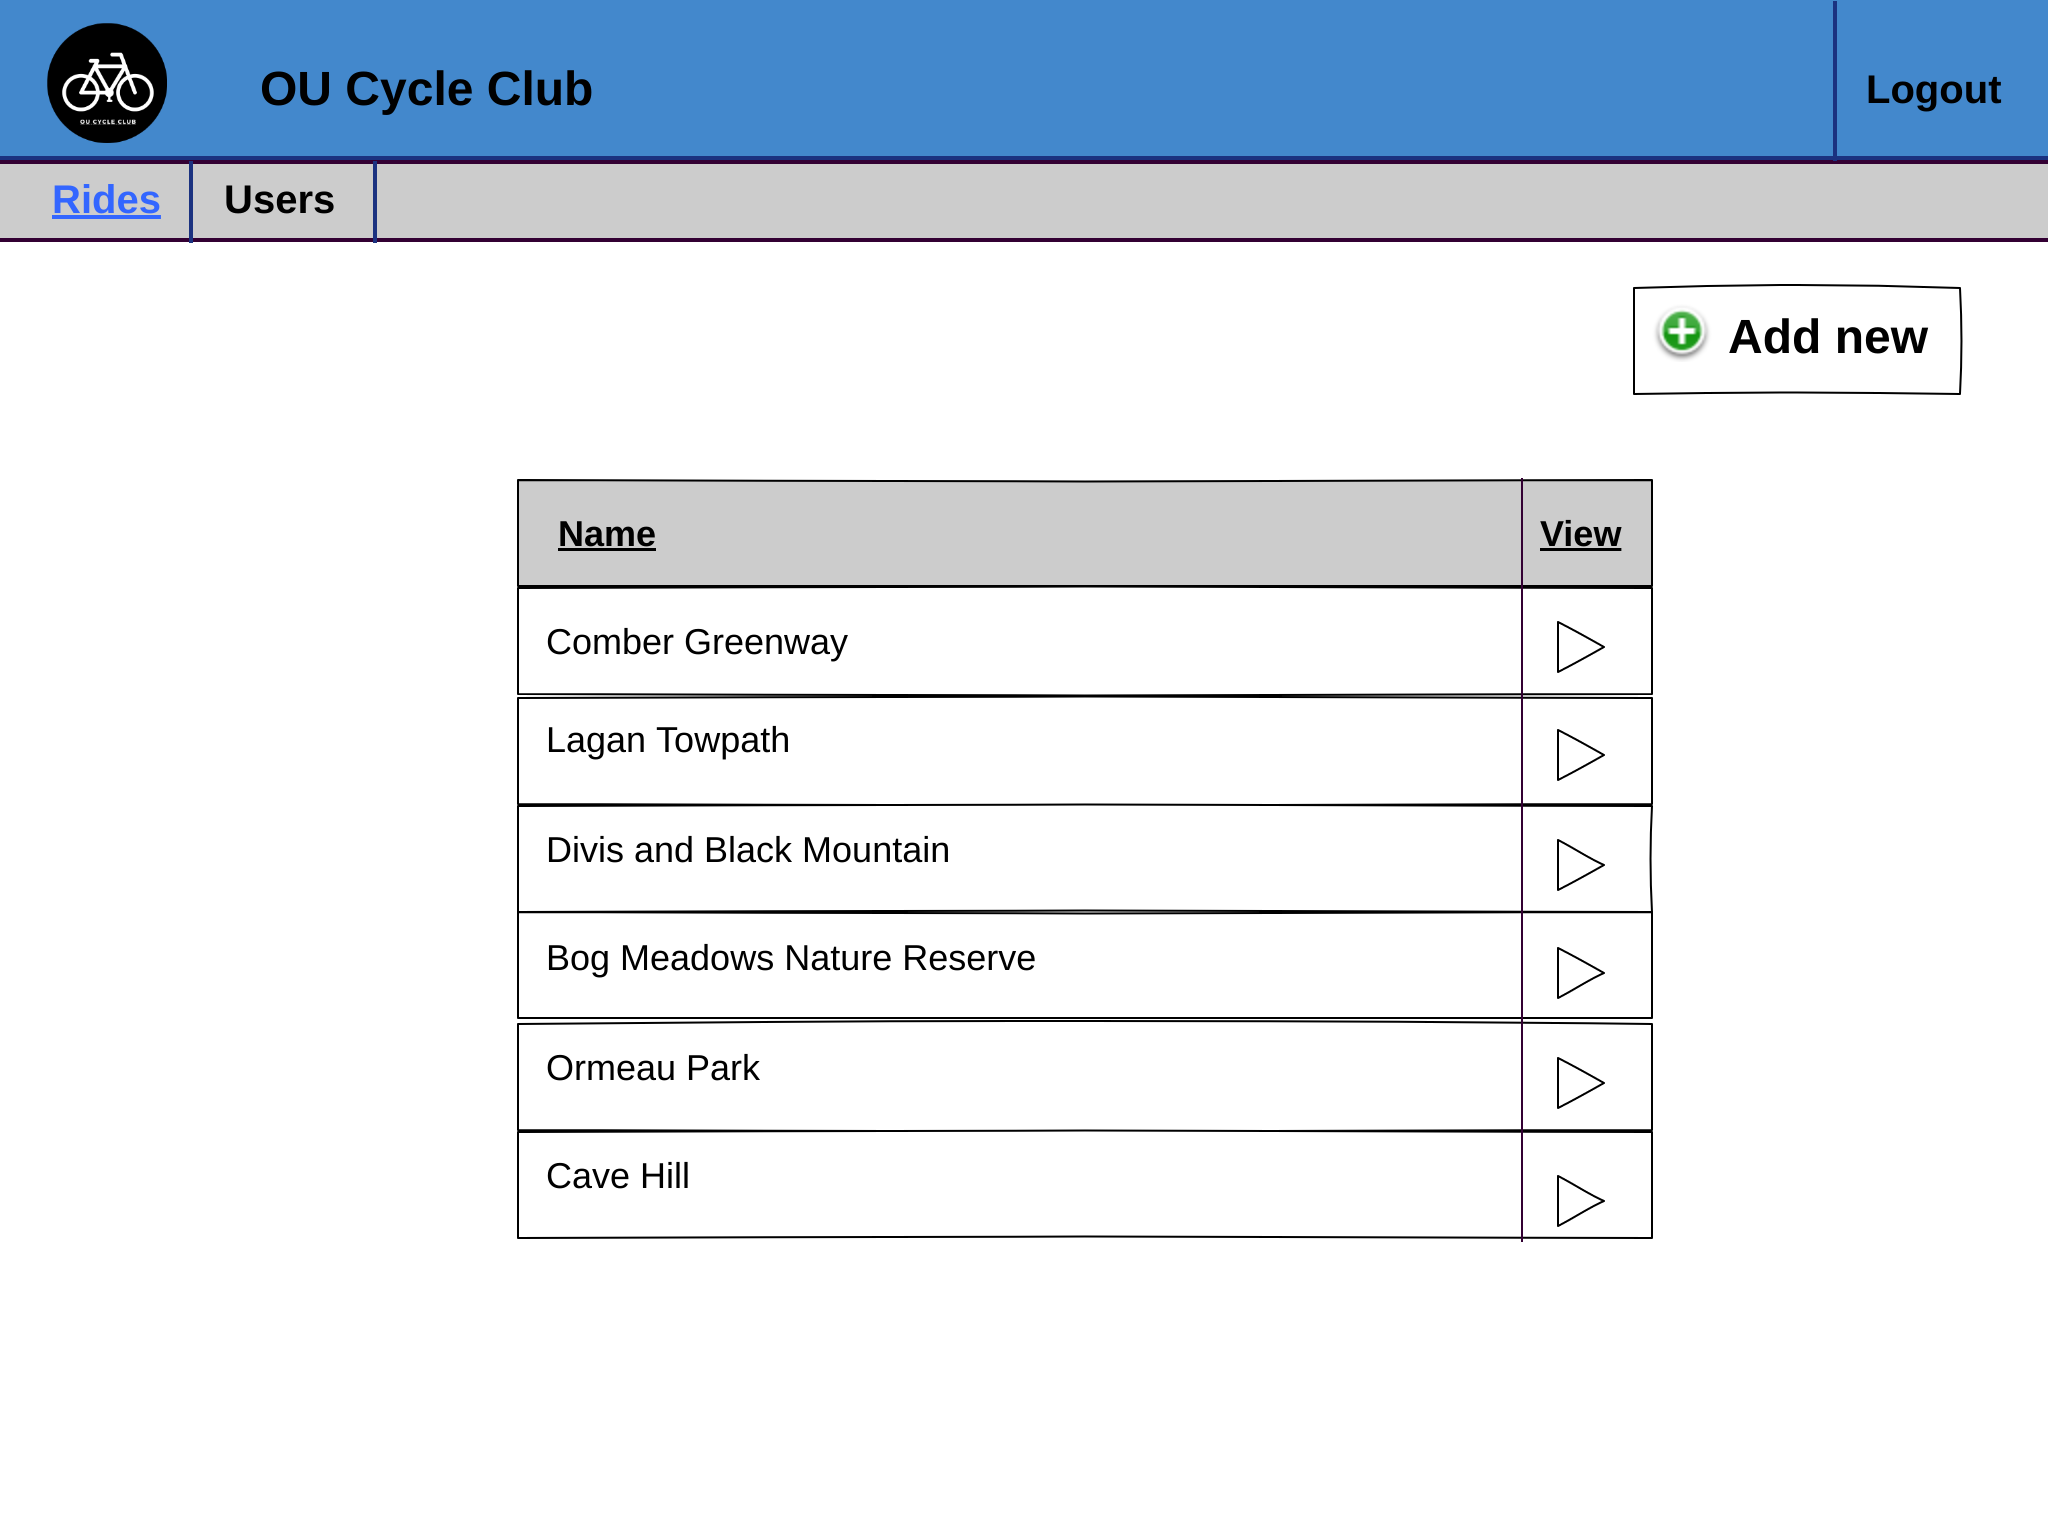 OU CYCLE CLUB
OU Cycle Club
Logout
Rides
Users
Add new
Name
View
Comber Greenway
Lagan Towpath
Divis and Black Mountain
Bog Meadows Nature Reserve
Ormeau Park
Cave Hill